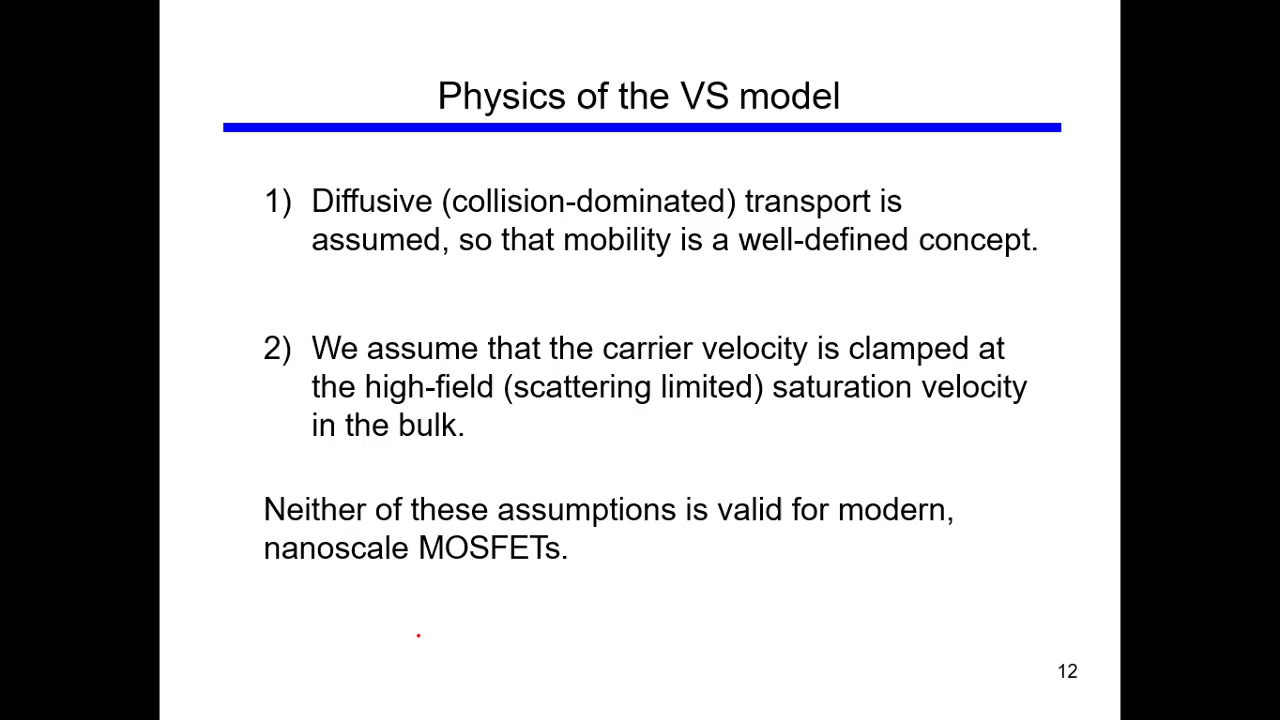 Physics of the VS model
1) Diffusive (collision-dominated) transport is
assumed, so that mobility is a well-defined concept.
2) We assume that the carrier velocity is clamped at
the high-field (scattering limited) saturation velocity
in the bulk.
Neither of these assumptions is valid for modern,
nanoscale MOSFETs.
12